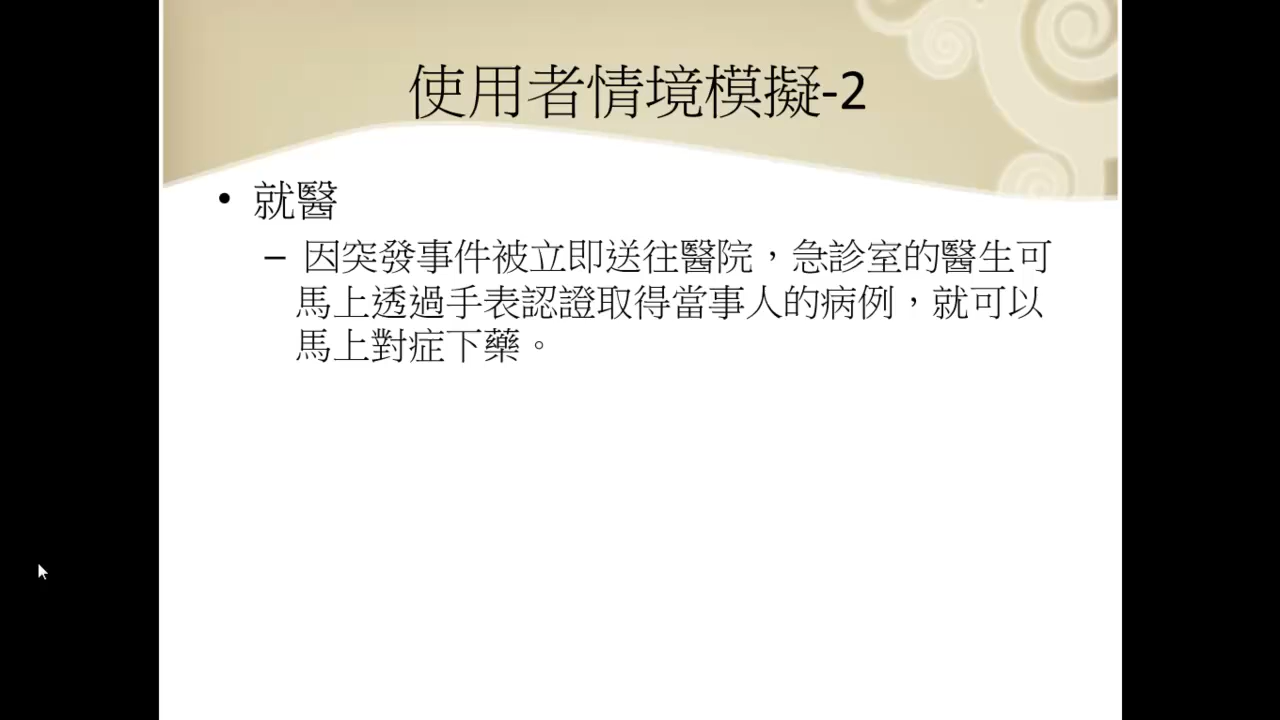 使用者情境模擬-2
• 就醫
– 因突發事件被立即送往醫院，急診室的醫生可
馬上透過手表認證取得當事人的病例，就可以
馬上對症下藥。